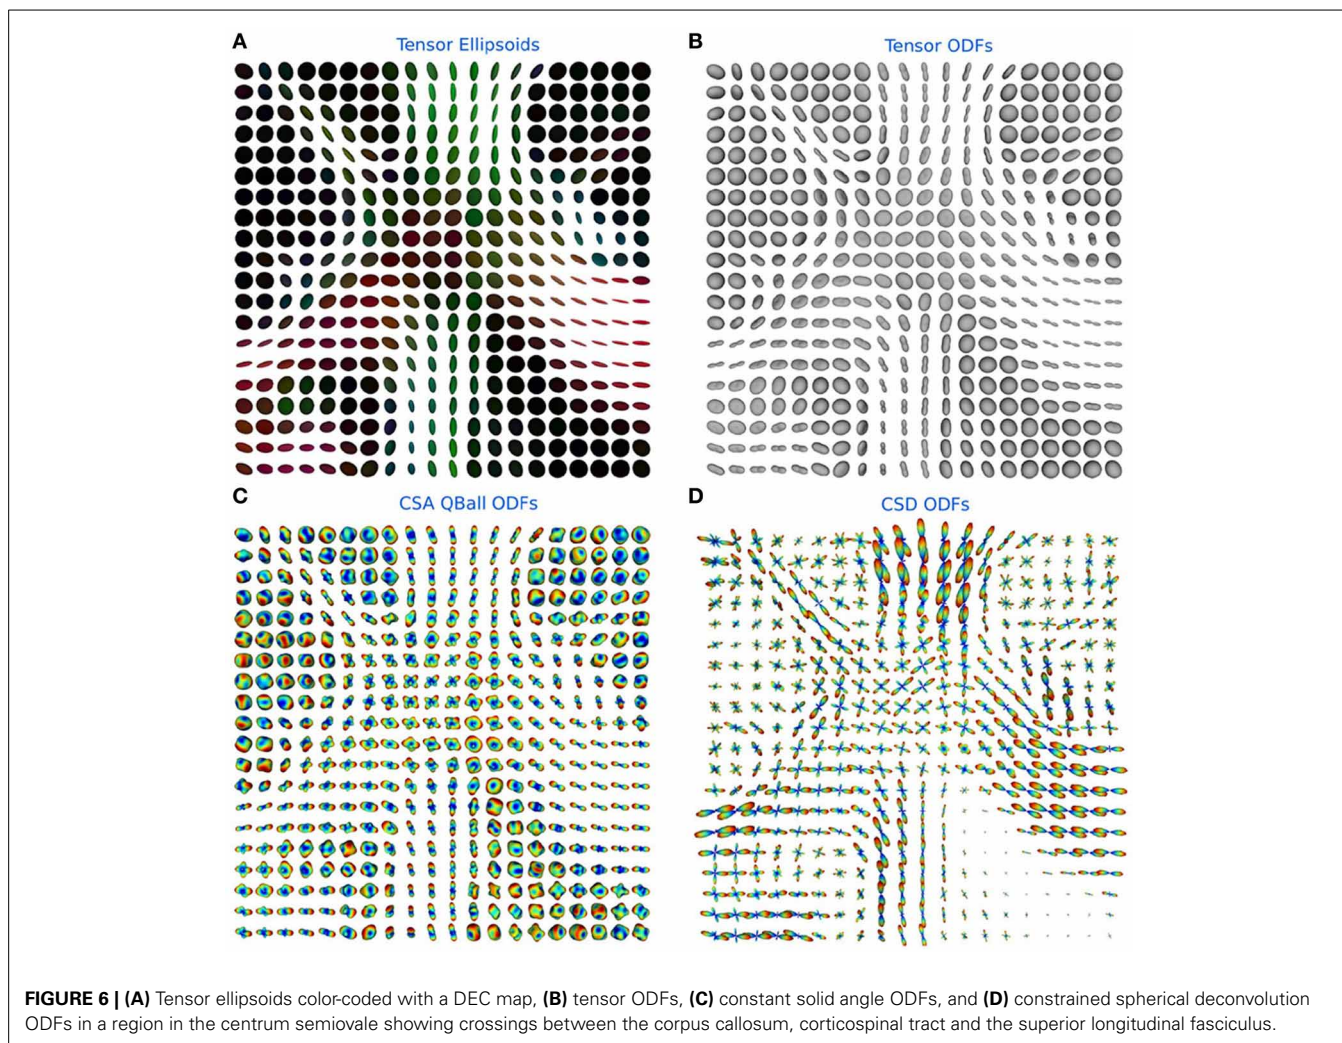 A
Tensor Ellipsoids
B
Tensor ODFs
C
CSA QBall ODFs
D
CSD ODFs
FIGURE 6 | (A) Tensor ellipsoids color-coded with a DEC map, (B) tensor ODFs, (C) constant solid angle ODFs, and (D) constrained spherical deconvolution
ODFs in a region in the centrum semiovale showing crossings between the corpus callosum, corticospinal tract and the superior longitudinal fasciculus.